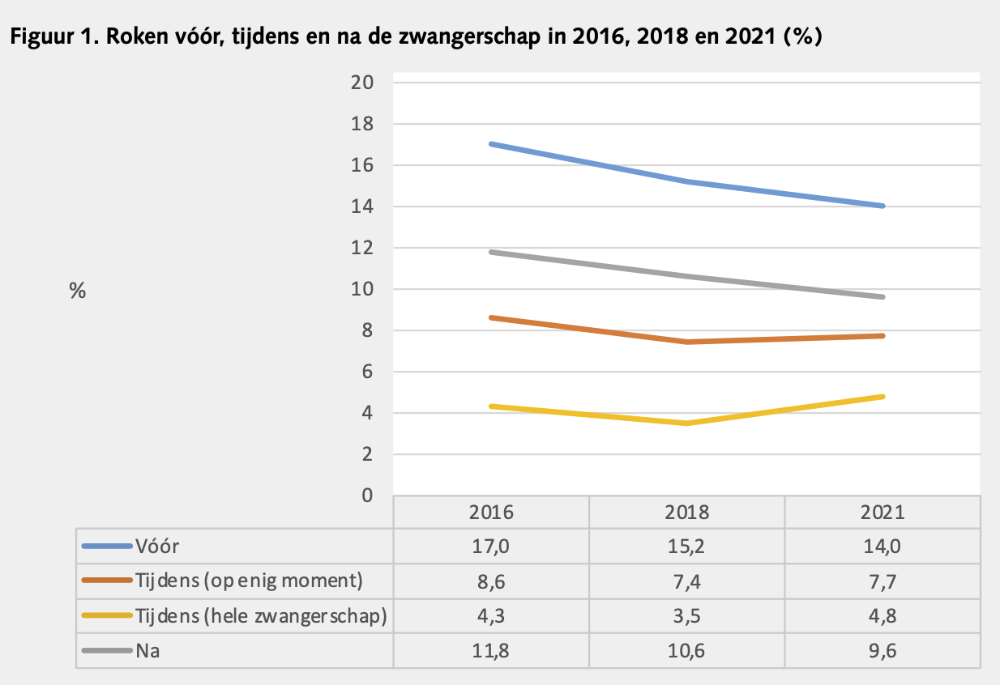 Figuur 1. Roken vóór, tijdens en na de zwangerschap in 2016, 2018 en 2021 (%)
20
18
16
14
12
10
8
6
4
2
0
%
2016 2018 2021
Vóór 17,0 15,2 14,0
Tijdens (op enig moment) 8,6 7,4 7,7
Tijdens (hele zwangerschap) 4,3 3,5 4,8
Na 11,8 10,6 9,6